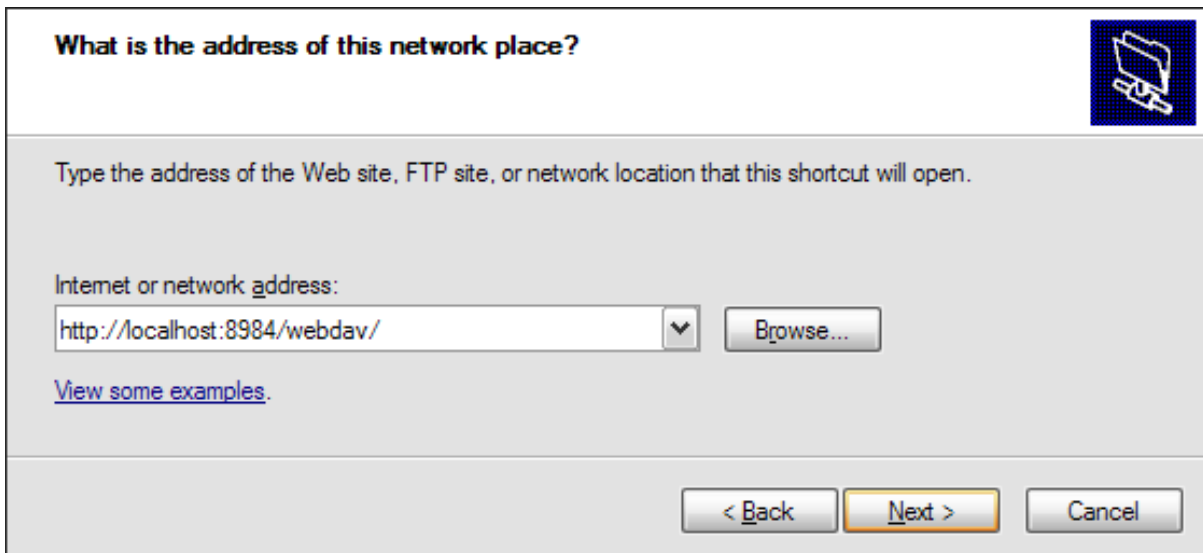 What is the address of this network place?
Type the address of the Web site, FTP site, or network location that this shortcut will open.
Internet or network address:
http://localhost:8984/webdav/
Browse...
View some examples.
< Back
Next >
Cancel